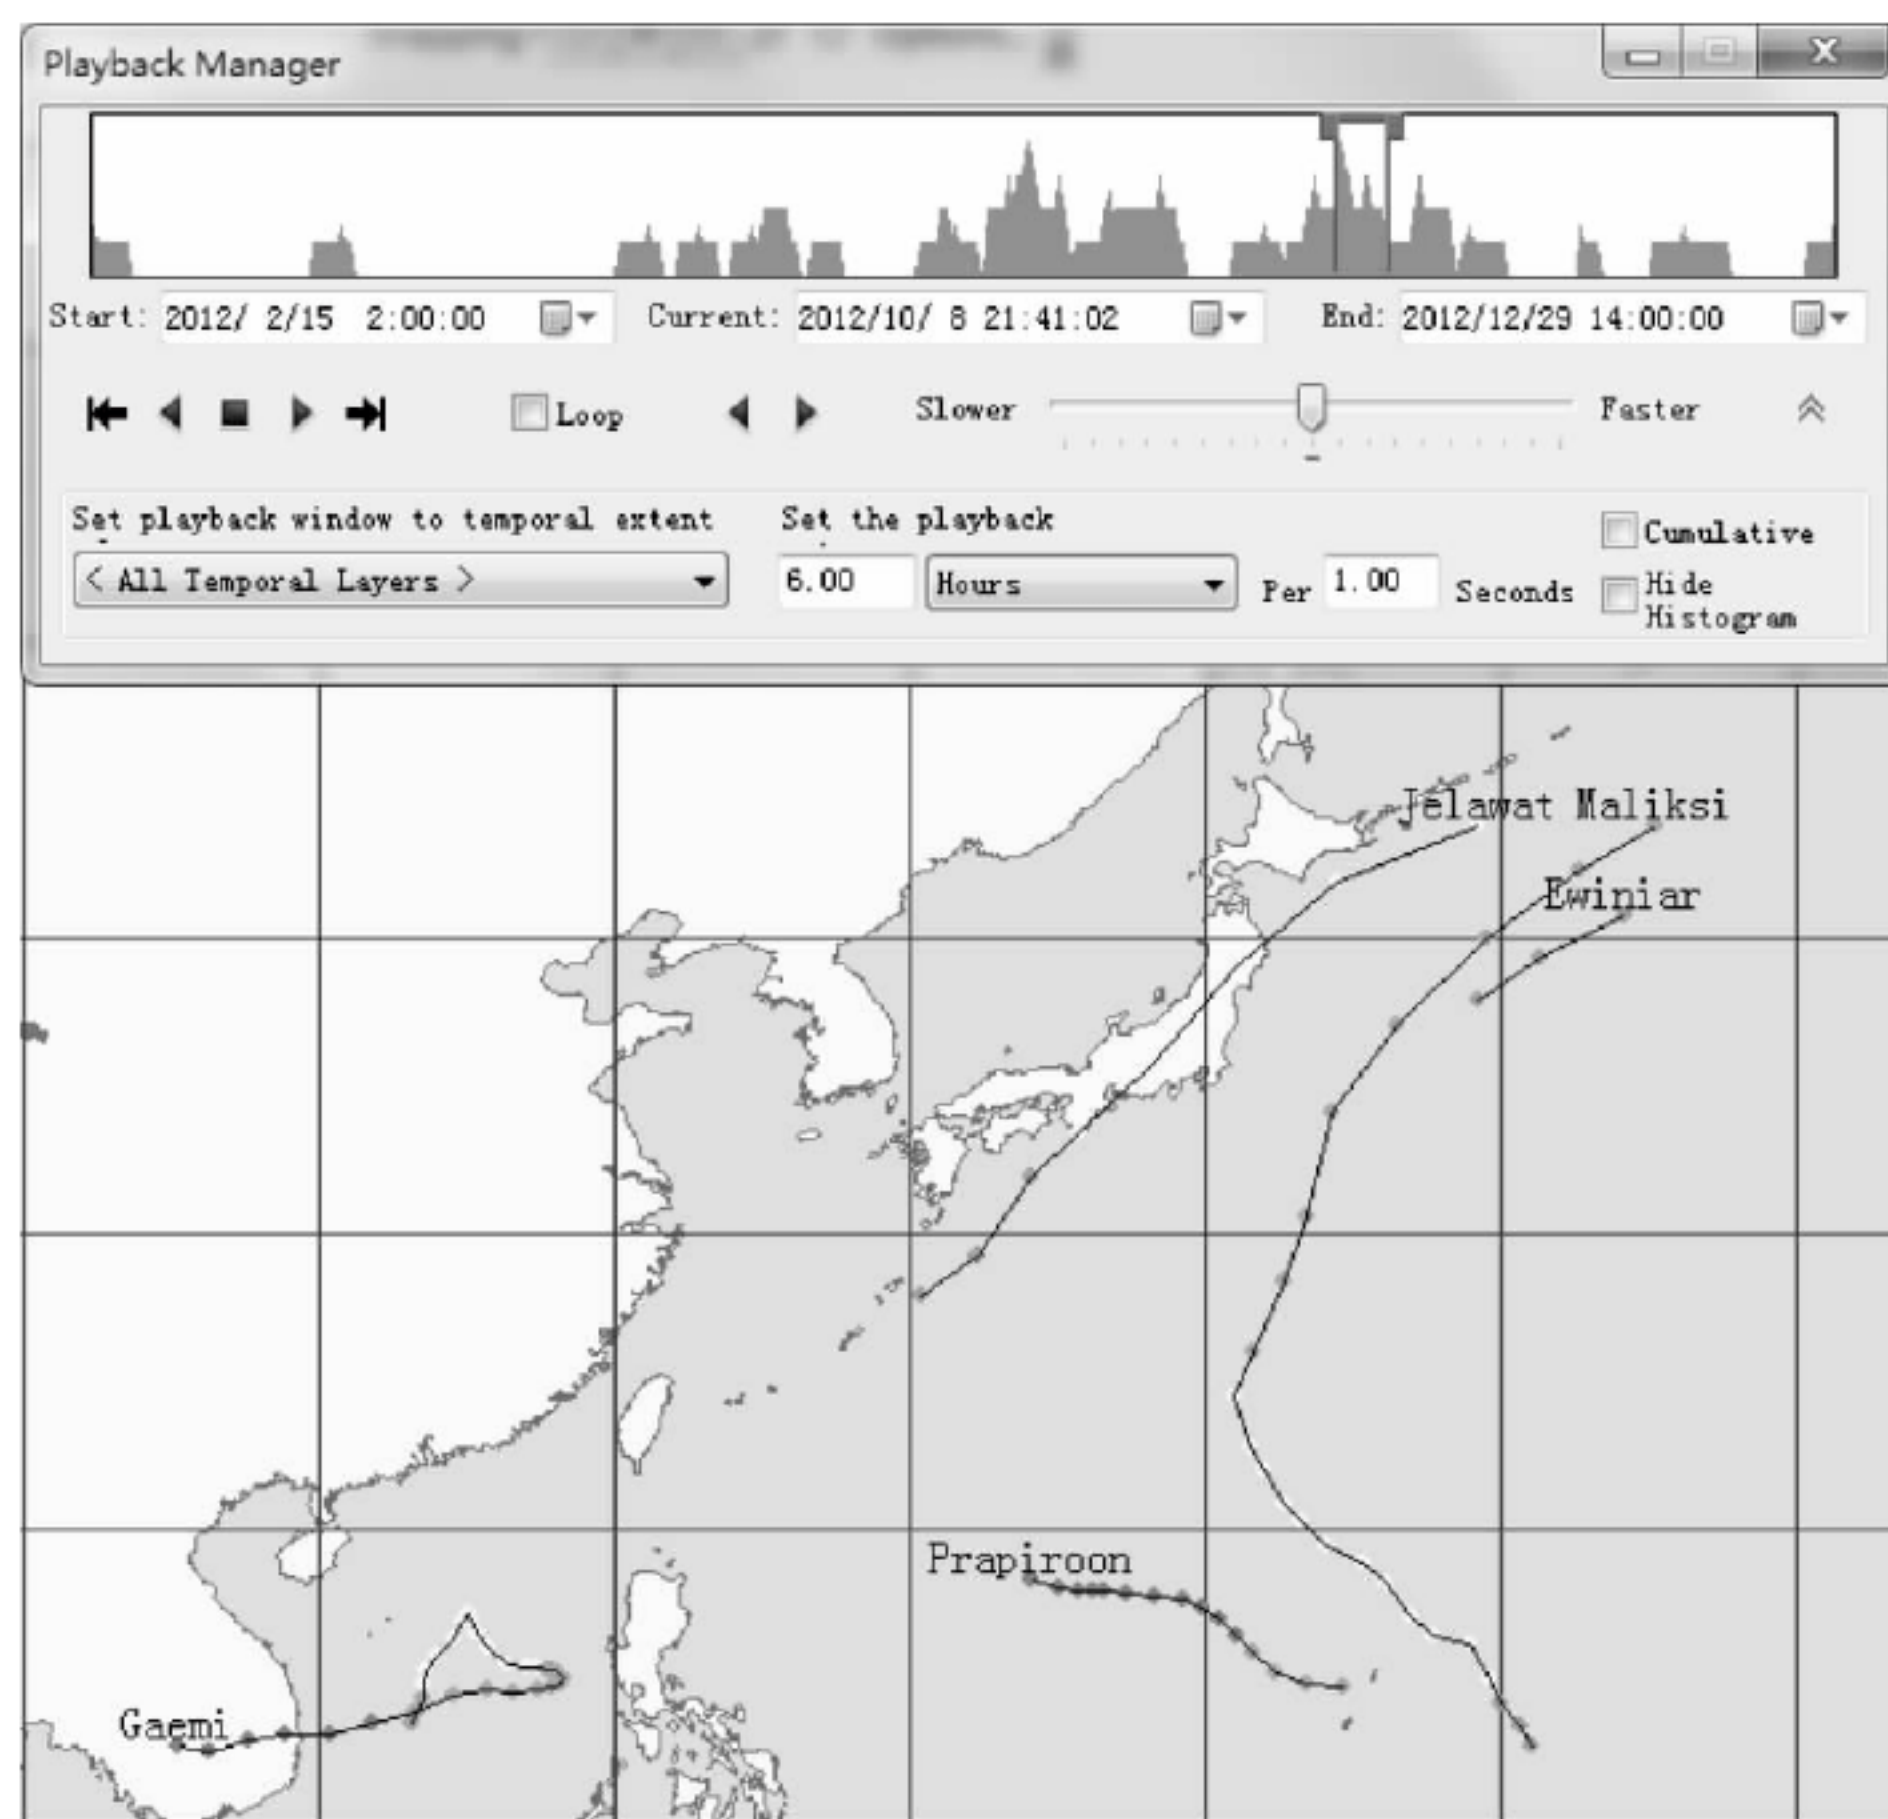 Playback Manager
Start: 2012/ 2/15 2:00:00 Current: 2012/10/ 8 21:41:02 End: 2012/12/29 14:00:00
Loop Slower Faster
Set playback window to temporal extent Set the playback
< All Temporal Layers > 6.00 Hours Per 1.00 Seconds
Cumulative
Hide
Histogram
Jelawat Maliksi
Ewiniar
Prapiroon
Gaemi